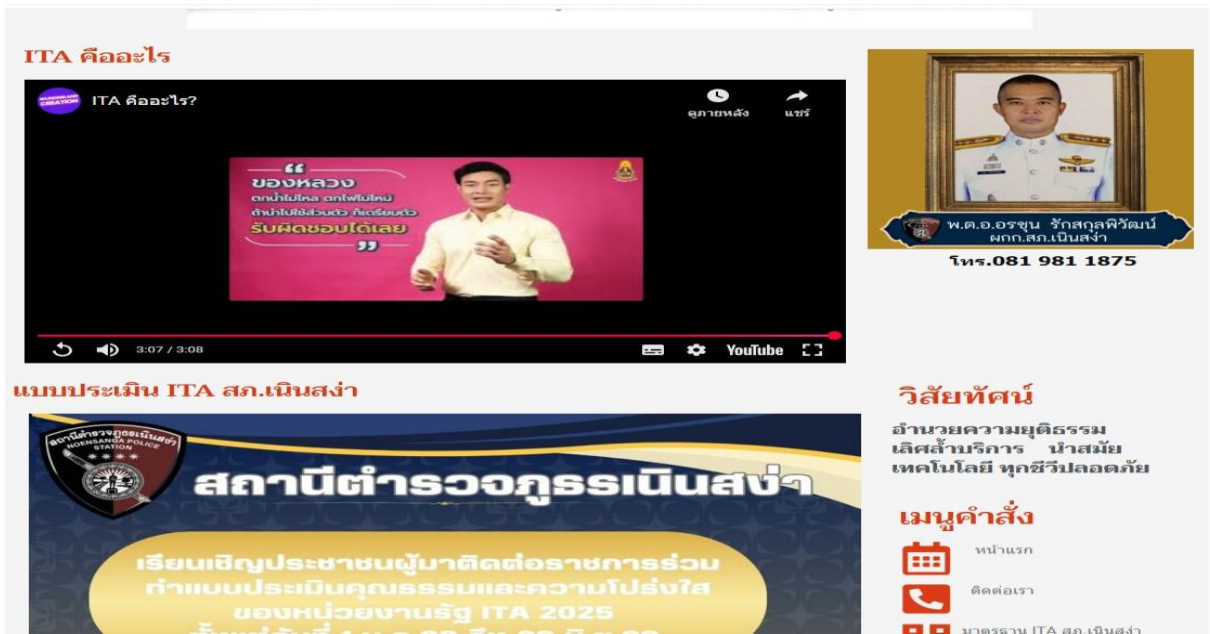 ITA คืออะไร
ITA คืออะไร?
ดูภายหลัง
แชร์
“
ของหลวง
ตกน้ำไม่ไหล ตกไฟไม่ไหม้
ถ้านำไปใช้ส่วนตัว ก็เตรียมตัว
รับผิดชอบได้เลย
”
3:07 / 3:08
YouTube
พ.ต.อ.อรชุน รักสกุลพิวัฒน์
ผกก.สภ.เนินสง่า
โทร.081 981 1875
แบบประเมิน ITA สภ.เนินสง่า
สถานีตำรวจภูธรเนินสง่า
NOENSANGA POLICE
STATION
สถานีตำรวจภูธรเนินสง่า
เรียนเชิญประชาชนผู้มาติดต่อราชการร่วม
ทำแบบประเมินคุณธรรมและความโปร่งใส
ของหน่วยงานรัฐ ITA 2025
วิสัยทัศน์
อำนวยความยุติธรรม
เลิศล้ำบริการ นำสมัย
เทคโนโลยี ทุกชีวีปลอดภัย
เมนูคำสั่ง
หน้าแรก
ติดต่อเรา
มาตรฐาน ITA สภ.เนินสง่า